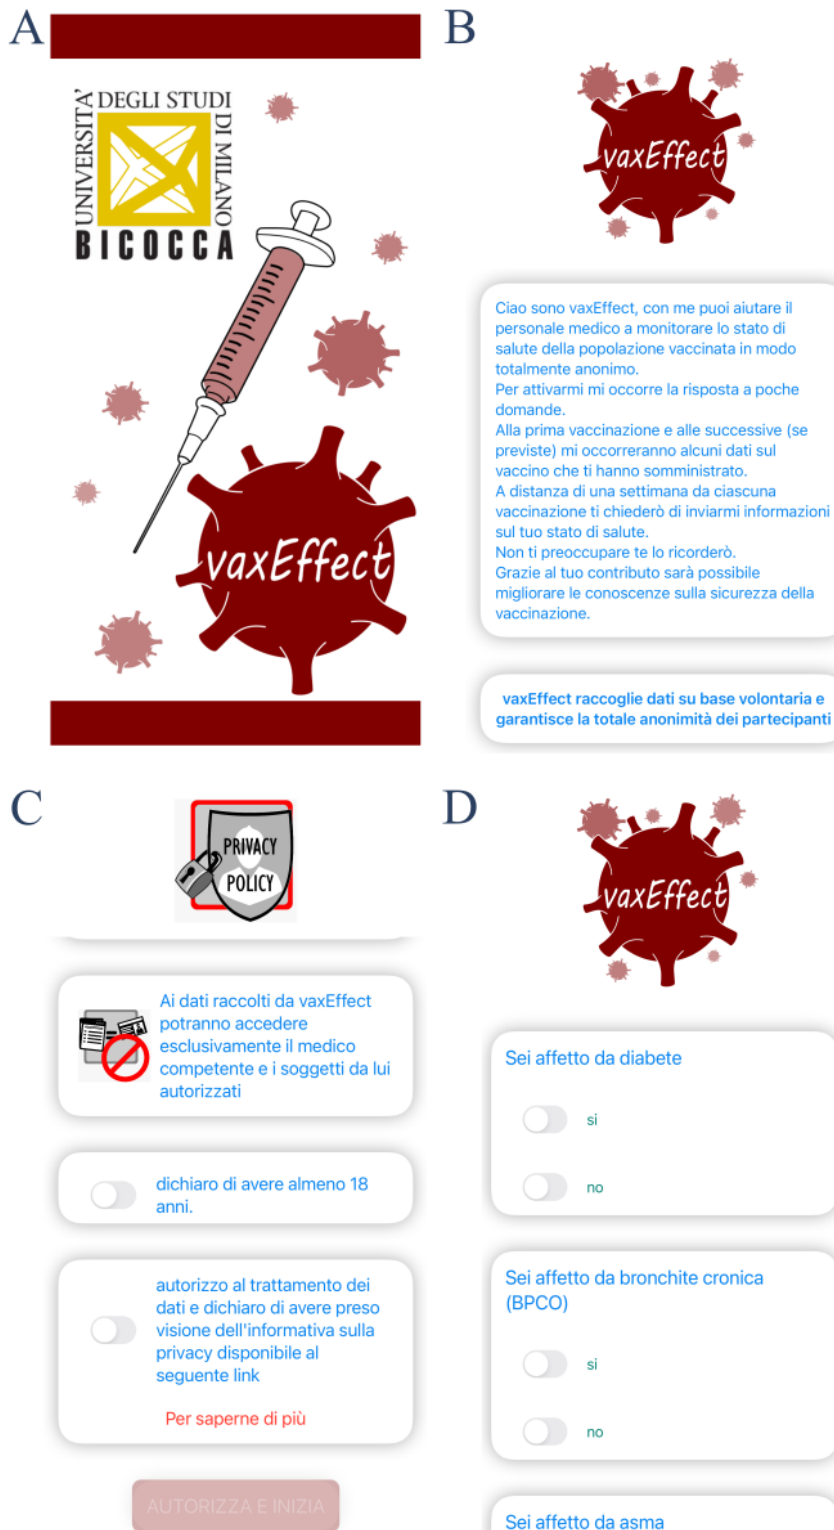 A
UNIVERSITA'
DEGLI STUDI
DI MILANO
BICOCCA
vaxEffect
B
vaxEffect
Ciao sono vaxEffect, con me puoi aiutare il
personale medico a monitorare lo stato di
salute della popolazione vaccinata in modo
totalmente anonimo.
Per attivarmi mi occorre la risposta a poche
domande.
Alla prima vaccinazione e alle successive (se
previste) mi occorreranno alcuni dati sul
vaccino che ti hanno somministrato.
A distanza di una settimana da ciascuna
vaccinazione ti chiederò di inviarmi informazioni
sul tuo stato di salute.
Non ti preoccupare te lo ricorderò.
Grazie al tuo contributo sarà possibile
migliorare le conoscenze sulla sicurezza della
vaccinazione.
vaxEffect raccoglie dati su base volontaria e
garantisce la totale anonimità dei partecipanti
C
PRIVACY
POLICY
Ai dati raccolti da vaxEffect
potranno accedere
esclusivamente il medico
competente e i soggetti da lui
autorizzati
dichiaro di avere almeno 18
anni.
autorizzo al trattamento dei
dati e dichiaro di avere preso
visione dell'informativa sulla
privacy disponibile al
seguente link
Per saperne di più
AUTORIZZA E INIZIA
D
vaxEffect
Sei affetto da diabete
si
no
Sei affetto da bronchite cronica
(BPCO)
si
no
Sei affetto da asma